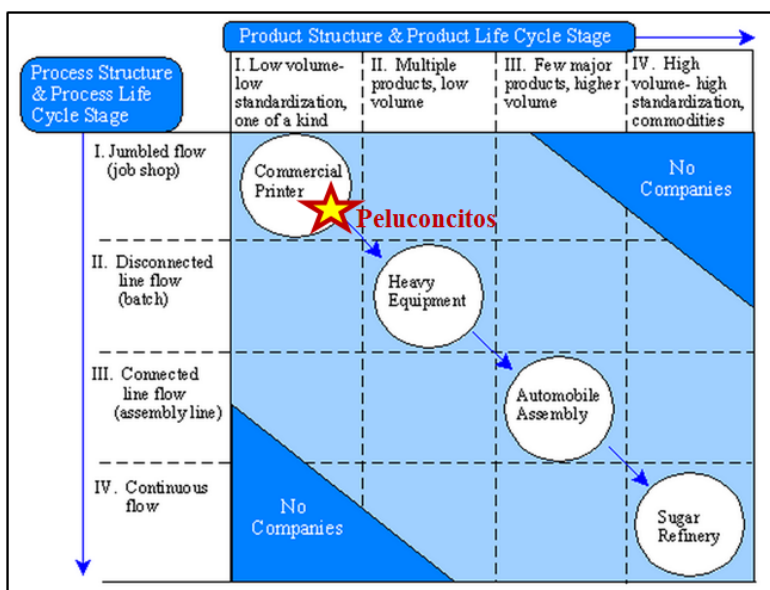 Product Structure & Product Life Cycle Stage
Process Structure
& Process Life
Cycle Stage
I. Low volume-
low
standardization,
one of a kind
II. Multiple
products, low
volume
III. Few major
products, higher
volume
IV. High
volume- high
standardization,
commodities
I. Jumbled flow
(job shop)
Commercial
Printer
No
Companies
Peluconcitos
II. Disconnected
line flow
(batch)
Heavy
Equipment
III. Connected
line flow
(assembly line)
Automobile
Assembly
IV. Continuous
flow
No
Companies
Sugar
Refinery